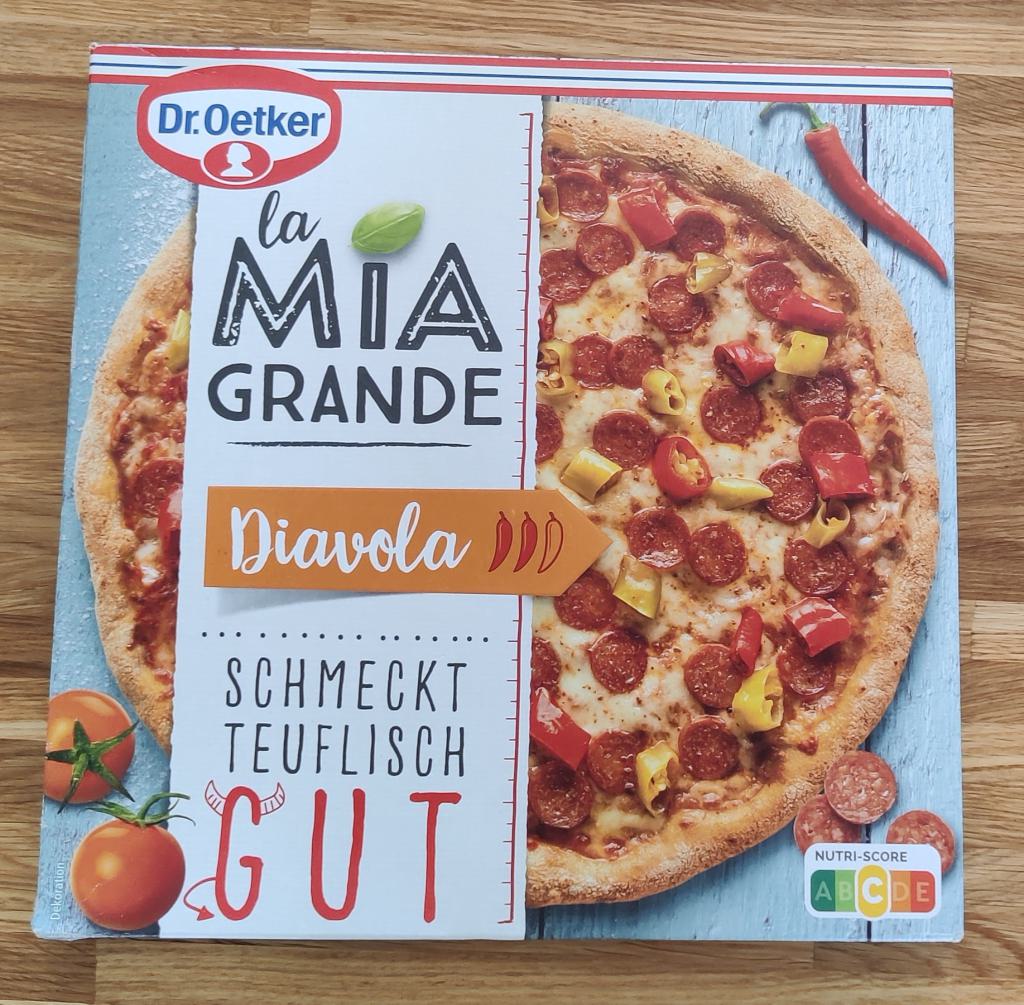 Dr. Oetker
la
MIA
GRANDE
Diavola
SCHMECKT
TEUFLISCH
GUT
Dekoration
NUTRI-SCORE
A B C D E